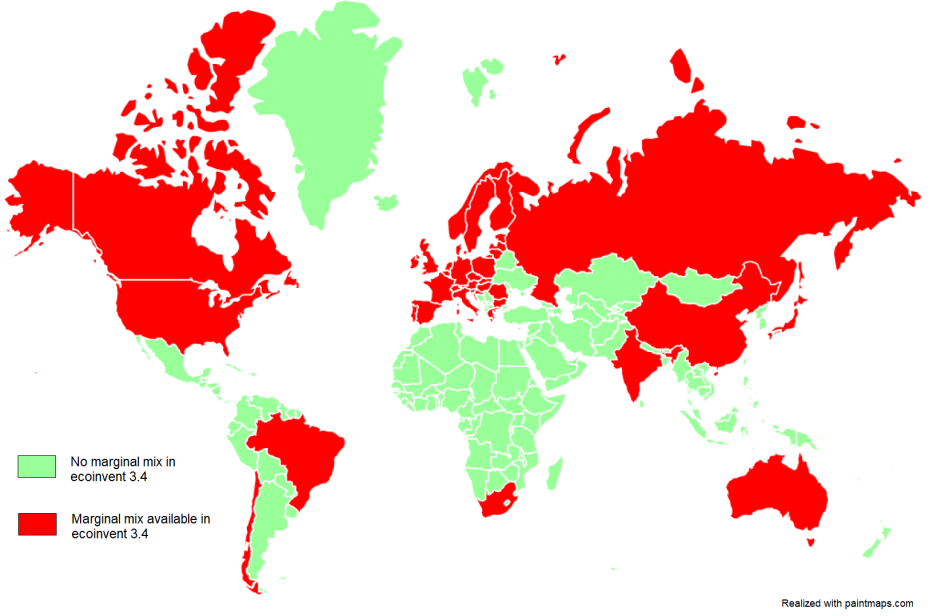 No marginal mix in
ecoinvent 3.4
Marginal mix available in
ecoinvent 3.4
Realized with paintmaps.com